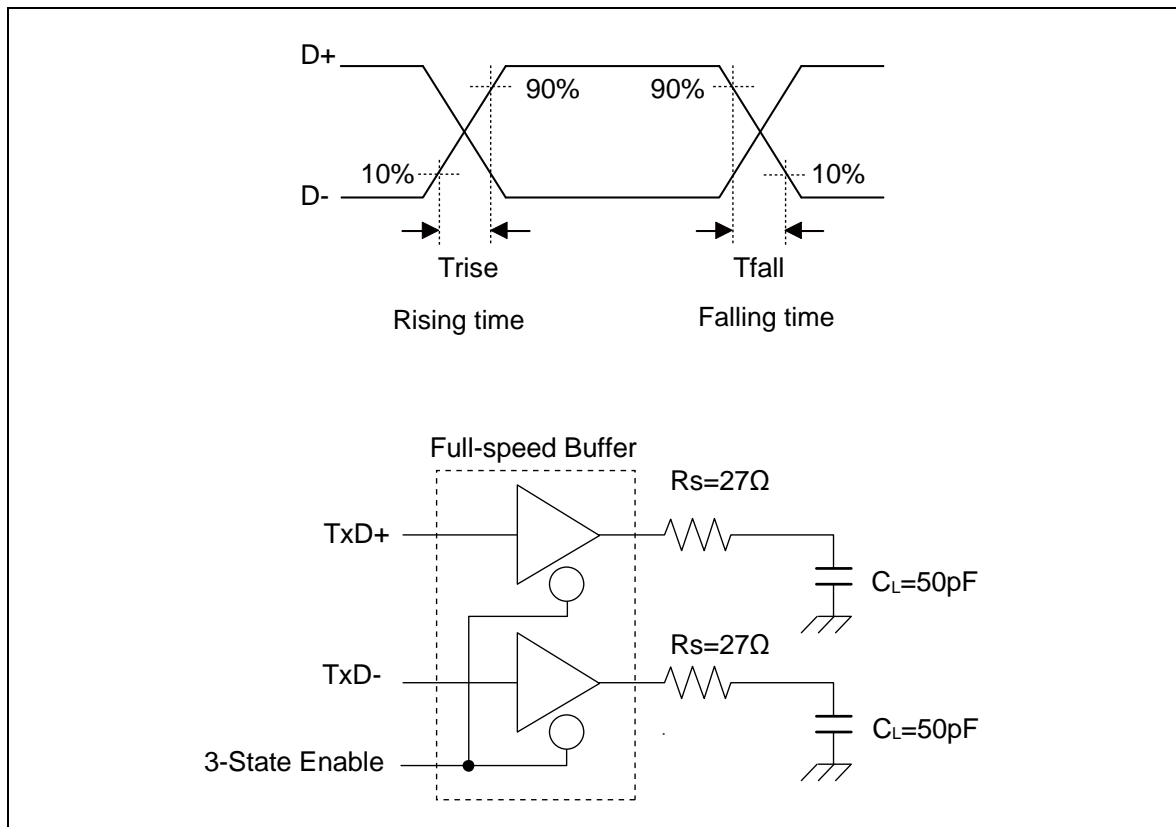 D+
90% 90%
10% 10%
D-
Trise Tfall
Rising time Falling time
Full-speed Buffer
Rs=27Ω
TxD+
CL=50pF
Rs=27Ω
TxD-
CL=50pF
3-State Enable